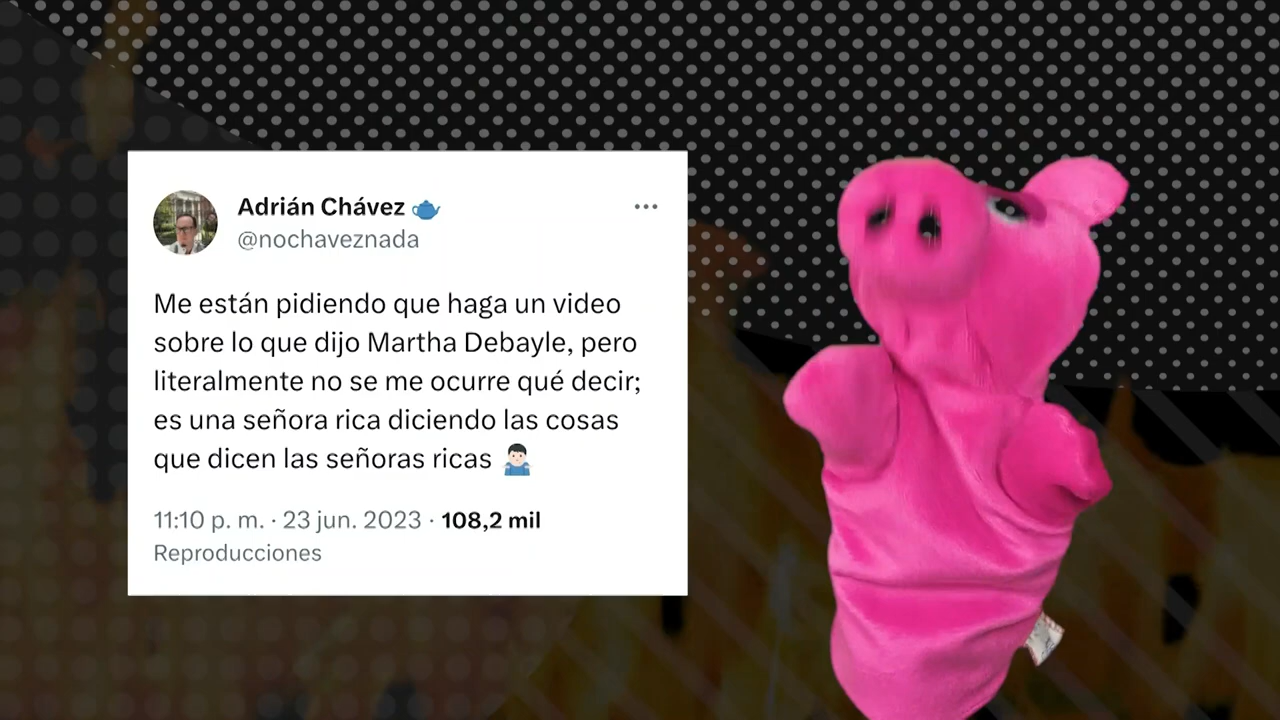 Adrián Chávez 🫖
@nochaveznada
Me están pidiendo que haga un video
sobre lo que dijo Martha Debayle, pero
literalmente no se me ocurre qué decir;
es una señora rica diciendo las cosas
que dicen las señoras ricas 🤷🏻‍♂️
11:10 p. m. · 23 jun. 2023 · 108,2 mil
Reproducciones